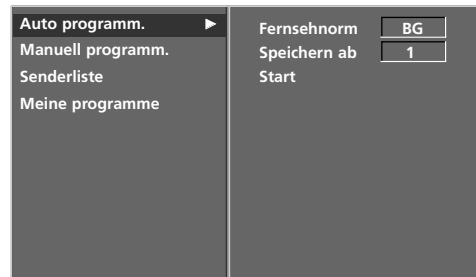 Auto programm. ►
Manuell programm.
Senderliste
Meine programme
Fernsehnorm BG
Speichern ab 1
Start